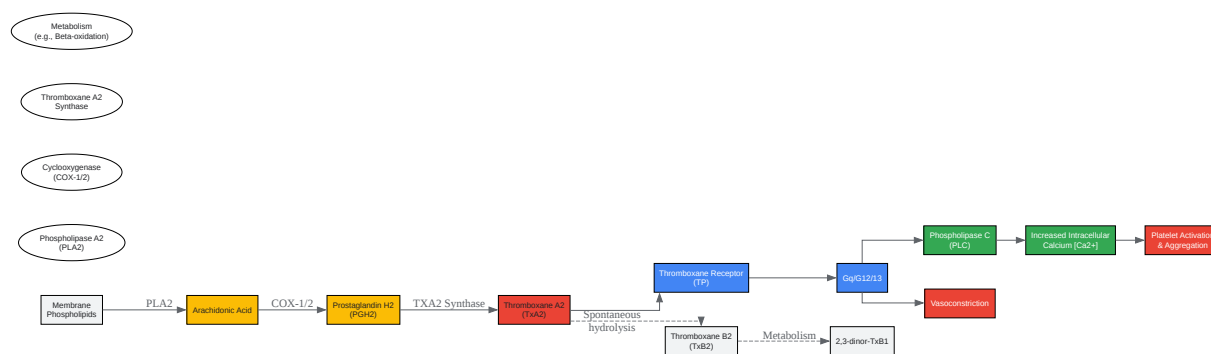 Metabolism
(e.g., Beta-oxidation)
Thromboxane A2
Synthase
Cyclooxygenase
(COX-1/2)
Phospholipase A2
(PLA2)
Membrane
Phospholipids
PLA2
Arachidonic Acid
COX-1/2
Prostaglandin H2
(PGH2)
TXA2 Synthase
Thromboxane A2
(TxA2)
Spontaneous
hydrolysis
Thromboxane Receptor
(TP)
Thromboxane B2
(TxB2)
Metabolism
2,3-dinor-TxB1
Gq/G12/13
Phospholipase C
(PLC)
Increased Intracellular
Calcium [Ca2+]
Platelet Activation
& Aggregation
Vasoconstriction